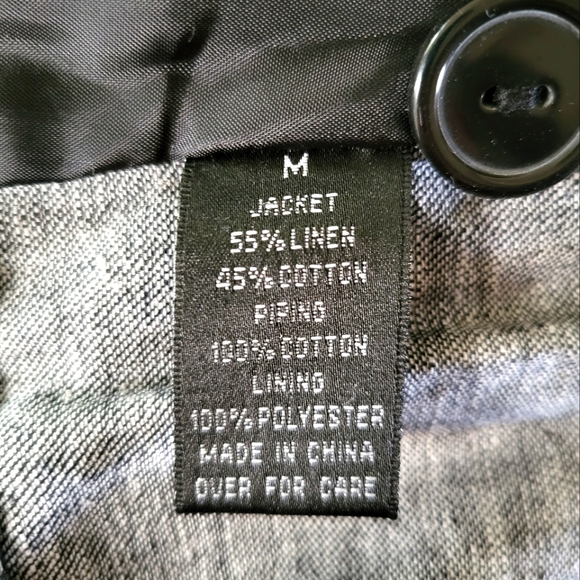 M
JACKET
55% LINEN
45% COTTON
PIPING
100% COTTON
LINING
100% POLYESTER
MADE IN CHINA
OVER FOR CARE